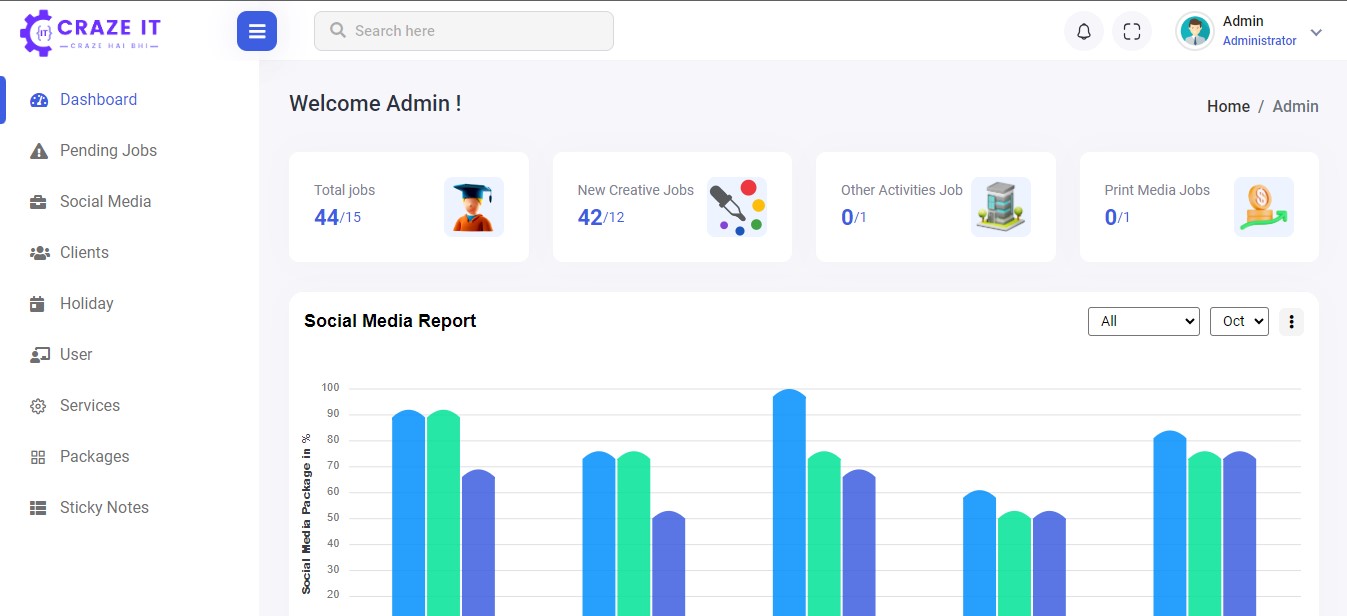 {IT}
CRAZE IT
CRAZE HAI BHI
Search here
Admin
Administrator
Dashboard
Pending Jobs
Social Media
Clients
Holiday
User
Services
Packages
Sticky Notes
Welcome Admin !
Home / Admin
Total jobs
44/15
New Creative Jobs
42/12
Other Activities Job
0/1
Print Media Jobs
0/1
Social Media Report
All
Oct
Social Media Package in %
100
90
80
70
60
50
40
30
20